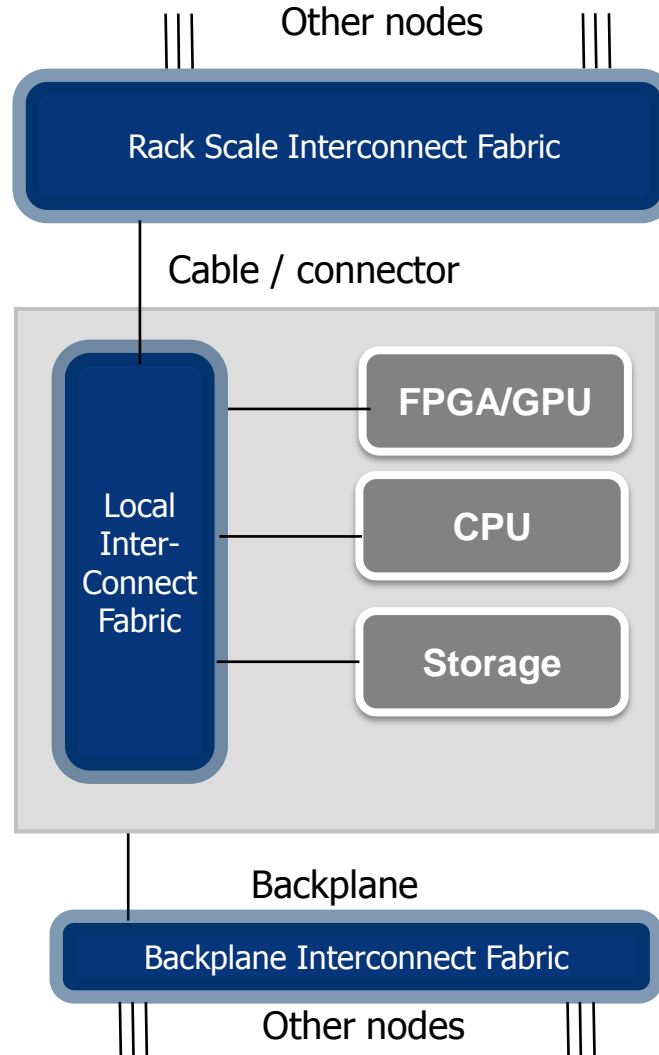 Other nodes
Rack Scale Interconnect Fabric
Cable / connector
FPGA/GPU
Local
Inter-
Connect
Fabric
CPU
Storage
Backplane
Backplane Interconnect Fabric
Other nodes